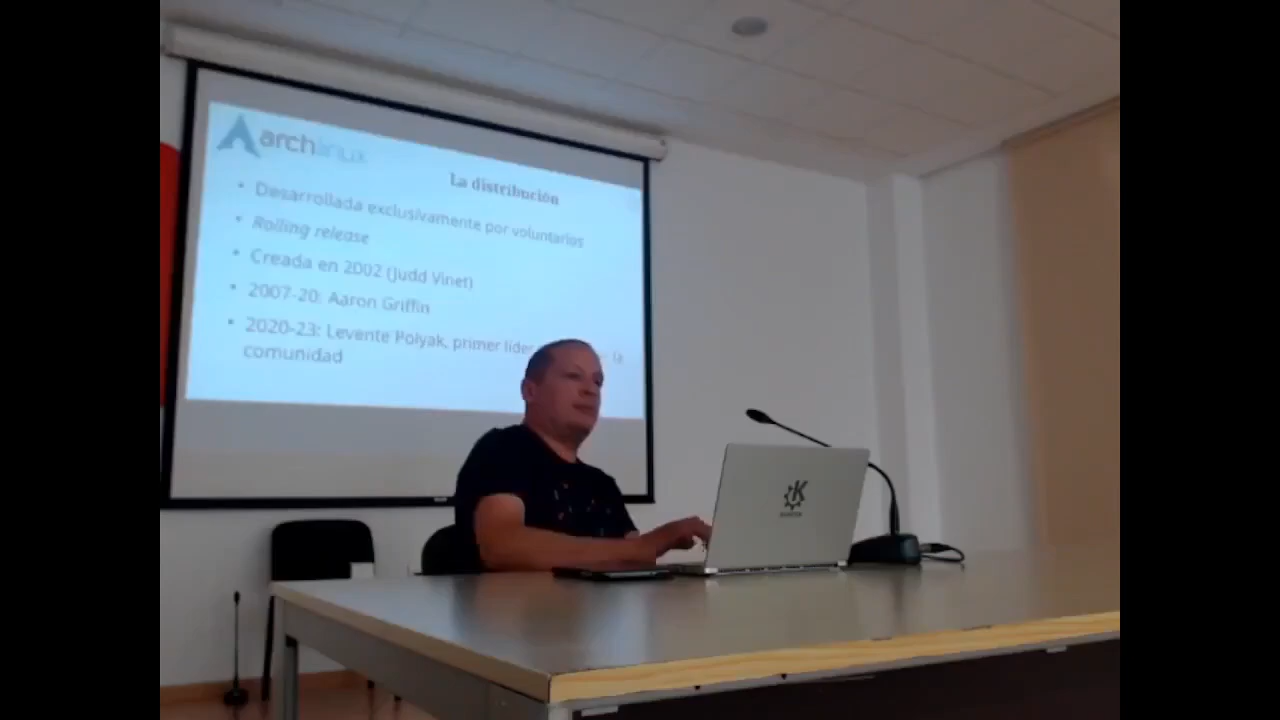 archlinux
La distribución
• Desarrollada exclusivamente por voluntarios
• Rolling release
• Creada en 2002 (Judd Vinet)
• 2007-20: Aaron Griffin
• 2020-23: Levente Polyak, primer líder la
comunidad
K